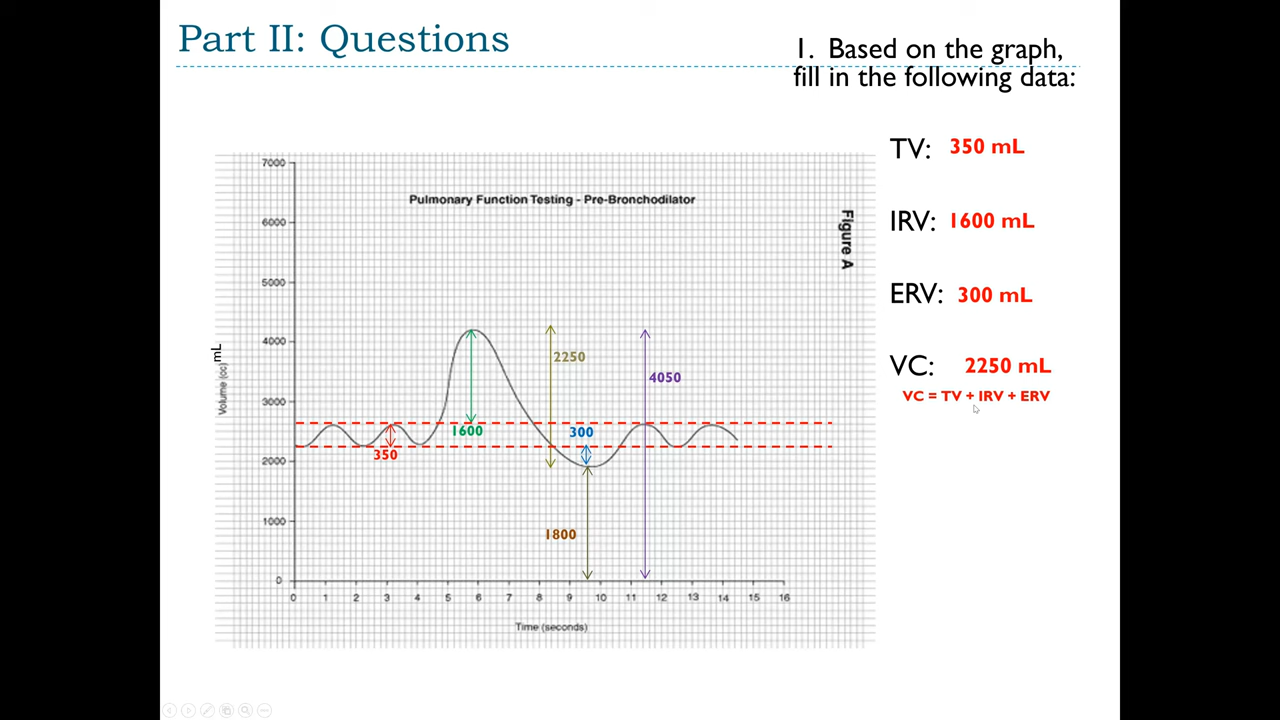 Part II: Questions
1. Based on the graph,
fill in the following data:
TV: 350 mL
IRV: 1600 mL
ERV: 300 mL
VC: 2250 mL
VC = TV + IRV + ERV
Pulmonary Function Testing - Pre-Bronchodilator
Figure A
Volume (cc) mL
7000
6000
5000
4000
3000
2000
1000
0
2250
4050
1600
300
350
1800
0 1 2 3 4 5 6 7 8 9 10 11 12 13 14 15 16
Time (seconds)